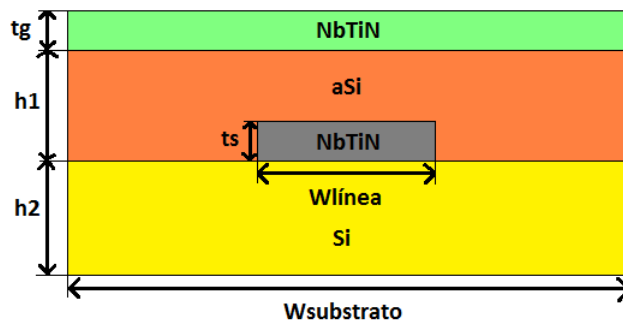 tg
NbTiN
h1
aSi
ts
NbTiN
Wlínea
h2
Si
Wsubstrato